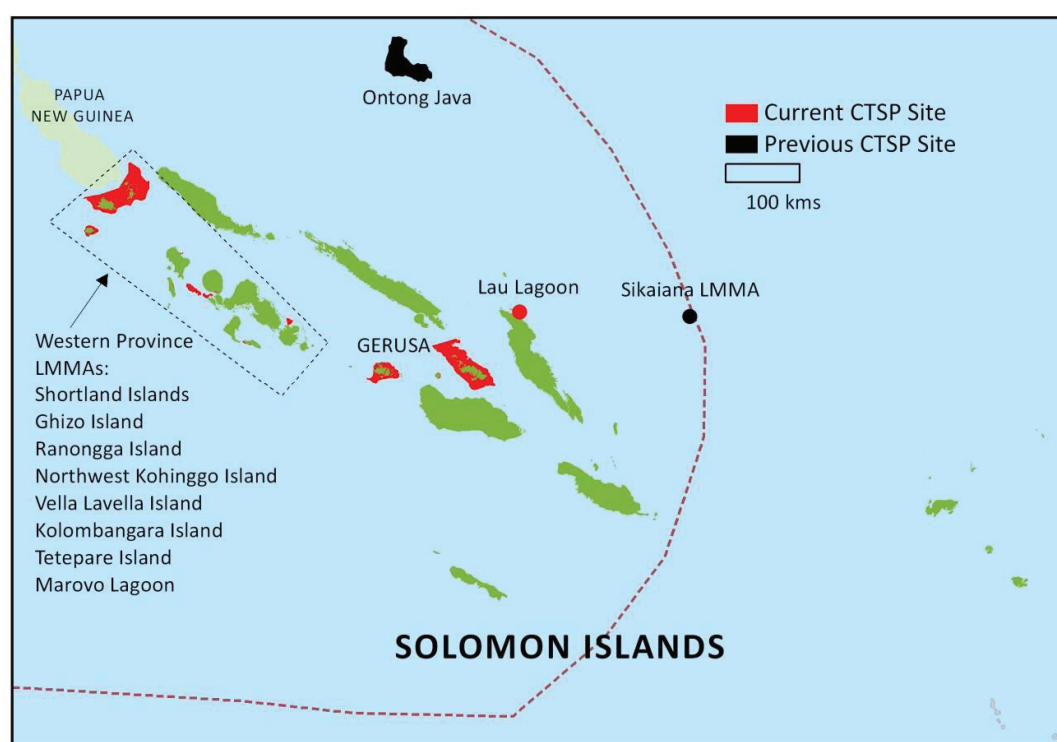 PAPUA
NEW GUINEA
Ontong Java
Current CTSP Site
Previous CTSP Site
100 kms
Lau Lagoon
Sikaiana LMMA
GERUSA
Western Province
LMMAs:
Shortland Islands
Ghizo Island
Ranongga Island
Northwest Kohinggo Island
Vella Lavella Island
Kolombangara Island
Tetepare Island
Marovo Lagoon
SOLOMON ISLANDS